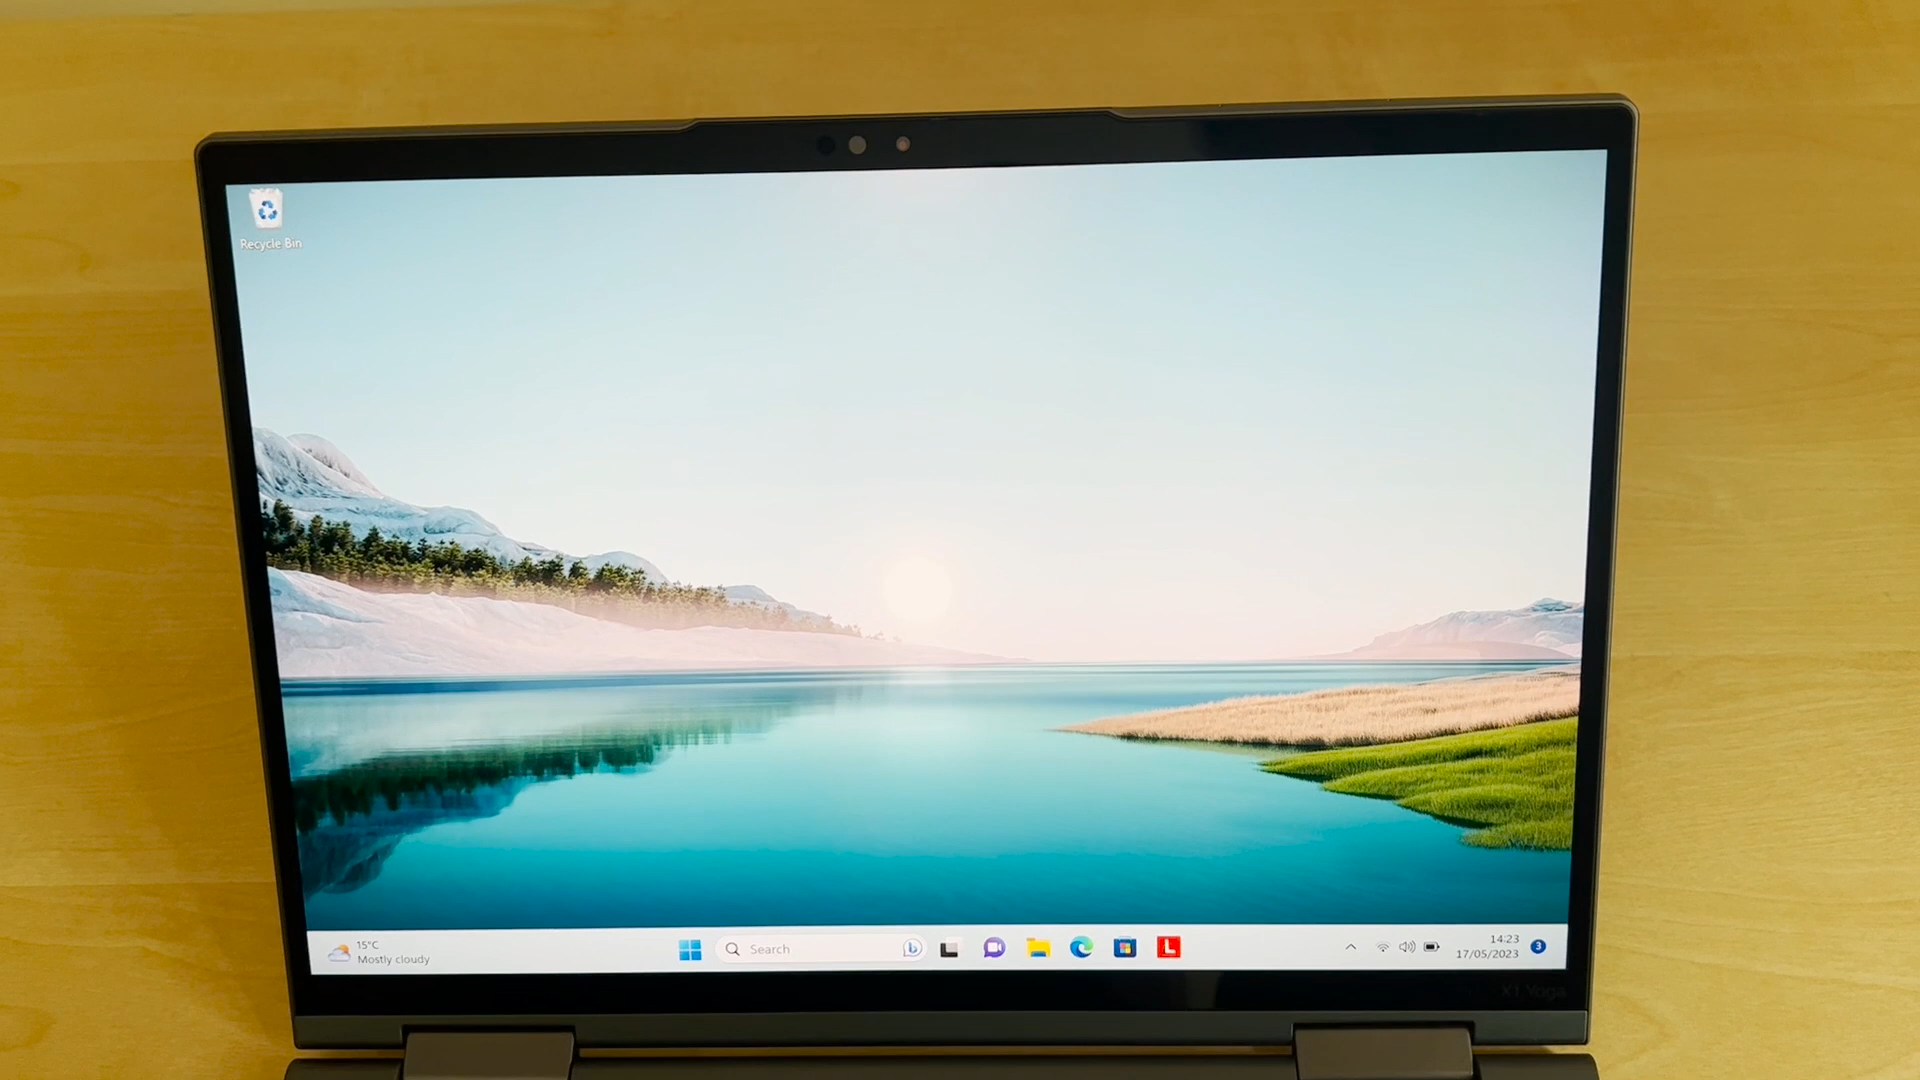 Recycle Bin
15°C
Mostly cloudy
Search
14:23
17/05/2023
3
L
X1 Yoga